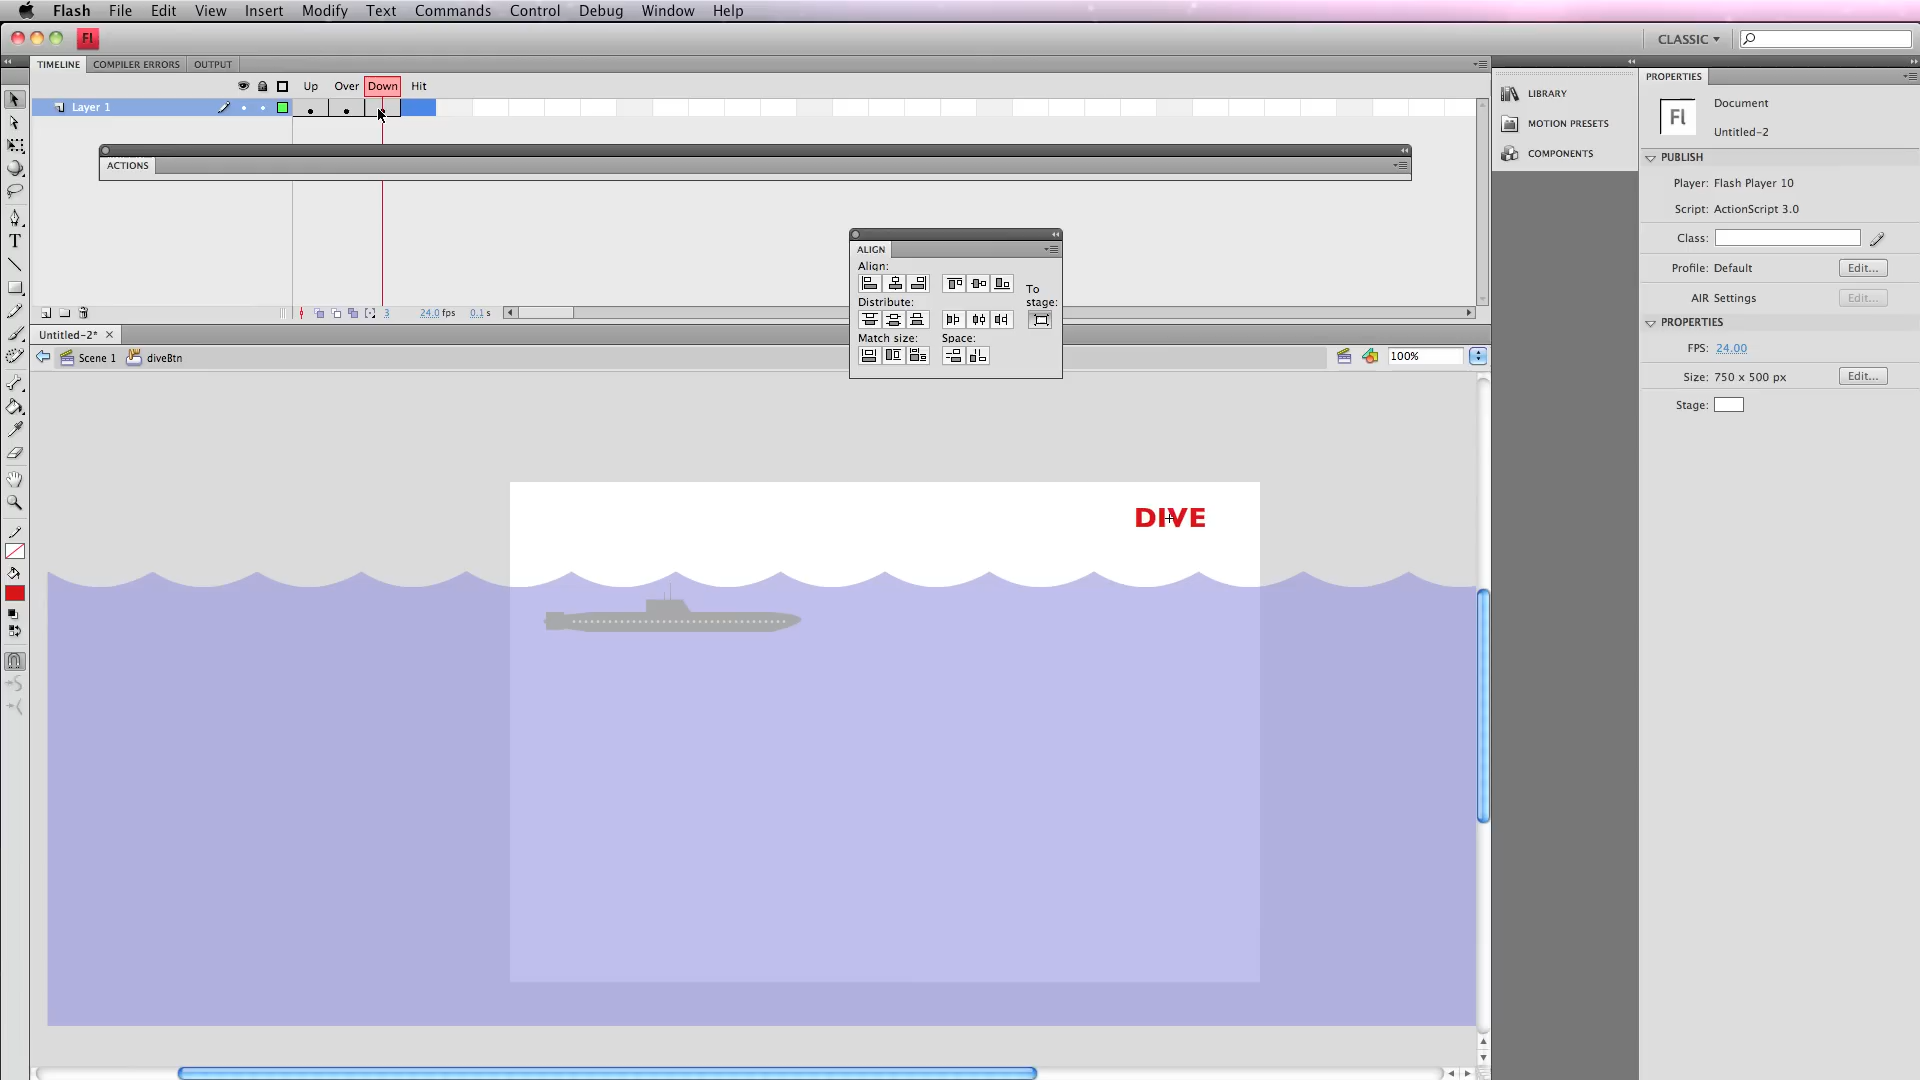 Flash File Edit View Insert Modify Text Commands Control Debug Window Help
Fl
CLASSIC
TIMELINE COMPILER ERRORS OUTPUT
Up Over Down Hit
Layer 1
ACTIONS
ALIGN
Align:
To
stage:
Distribute:
Match size: Space:
3 24.0 fps 0.1 s
Untitled-2*
Scene 1 diveBtn
100%
DIVE
LIBRARY
MOTION PRESETS
COMPONENTS
PROPERTIES
Fl
Document
Untitled-2
PUBLISH
Player: Flash Player 10
Script: ActionScript 3.0
Class:
Profile: Default Edit...
AIR Settings Edit...
PROPERTIES
FPS: 24.00
Size: 750 x 500 px Edit...
Stage:
T